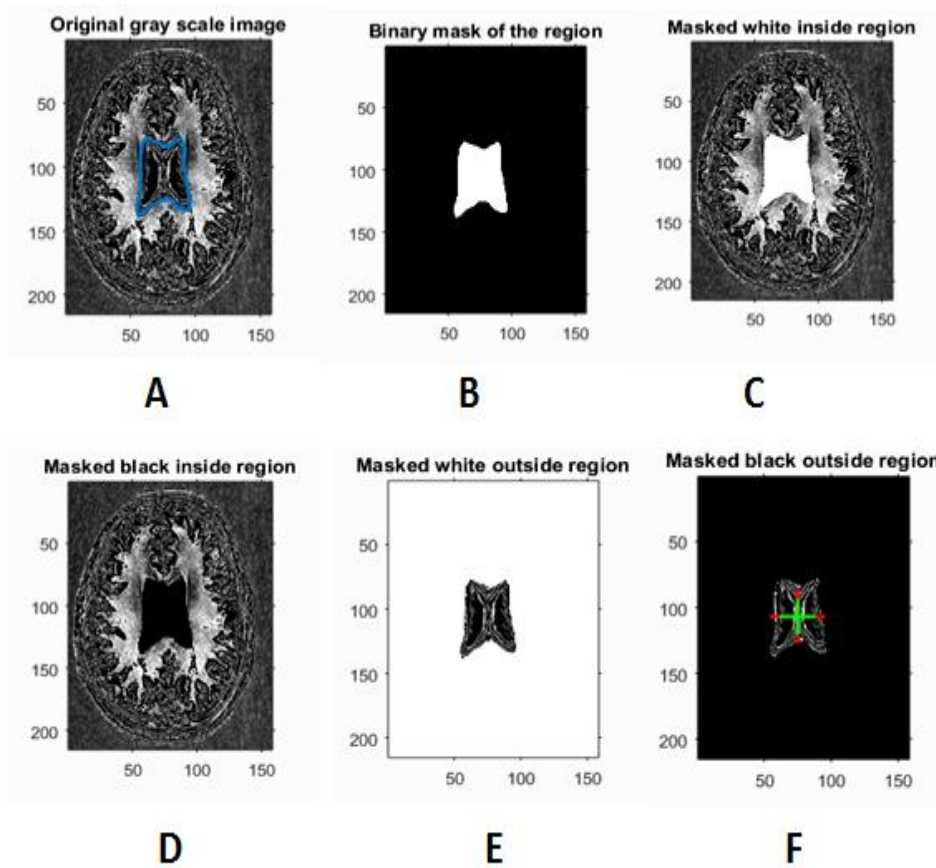 Original gray scale image
50
100
150
200
50 100 150
A
Binary mask of the region
50
100
150
200
50 100 150
B
Masked white inside region
50
100
150
200
50 100 150
C
Masked black inside region
50
100
150
200
50 100 150
D
Masked white outside region
50
100
150
200
50 100 150
E
Masked black outside region
50
100
150
200
50 100 150
F